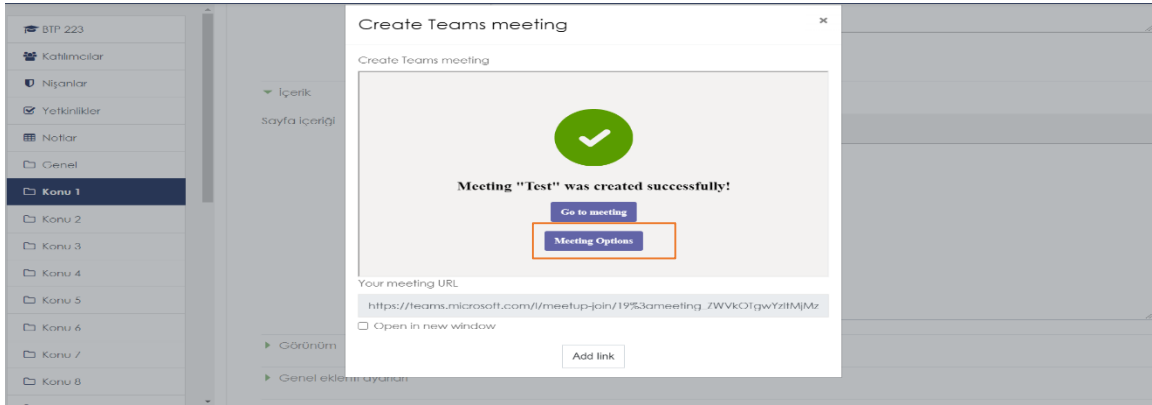 BTP 223
Katılımcılar
Nişanlar
Yetkinlikler
Notlar
Genel
Konu 1
Konu 2
Konu 3
Konu 4
Konu 5
Konu 6
Konu 7
Konu 8
İçerik
Sayfa içeriği
Görünüm
Genel eklenti ayarları
Create Teams meeting
×
Create Teams meeting
Meeting "Test" was created successfully!
Go to meeting
Meeting Options
Your meeting URL
https://teams.microsoft.com/l/meetup-join/19%3ameeting_ZWVkOTgwYzItMjMz
Open in new window
Add link